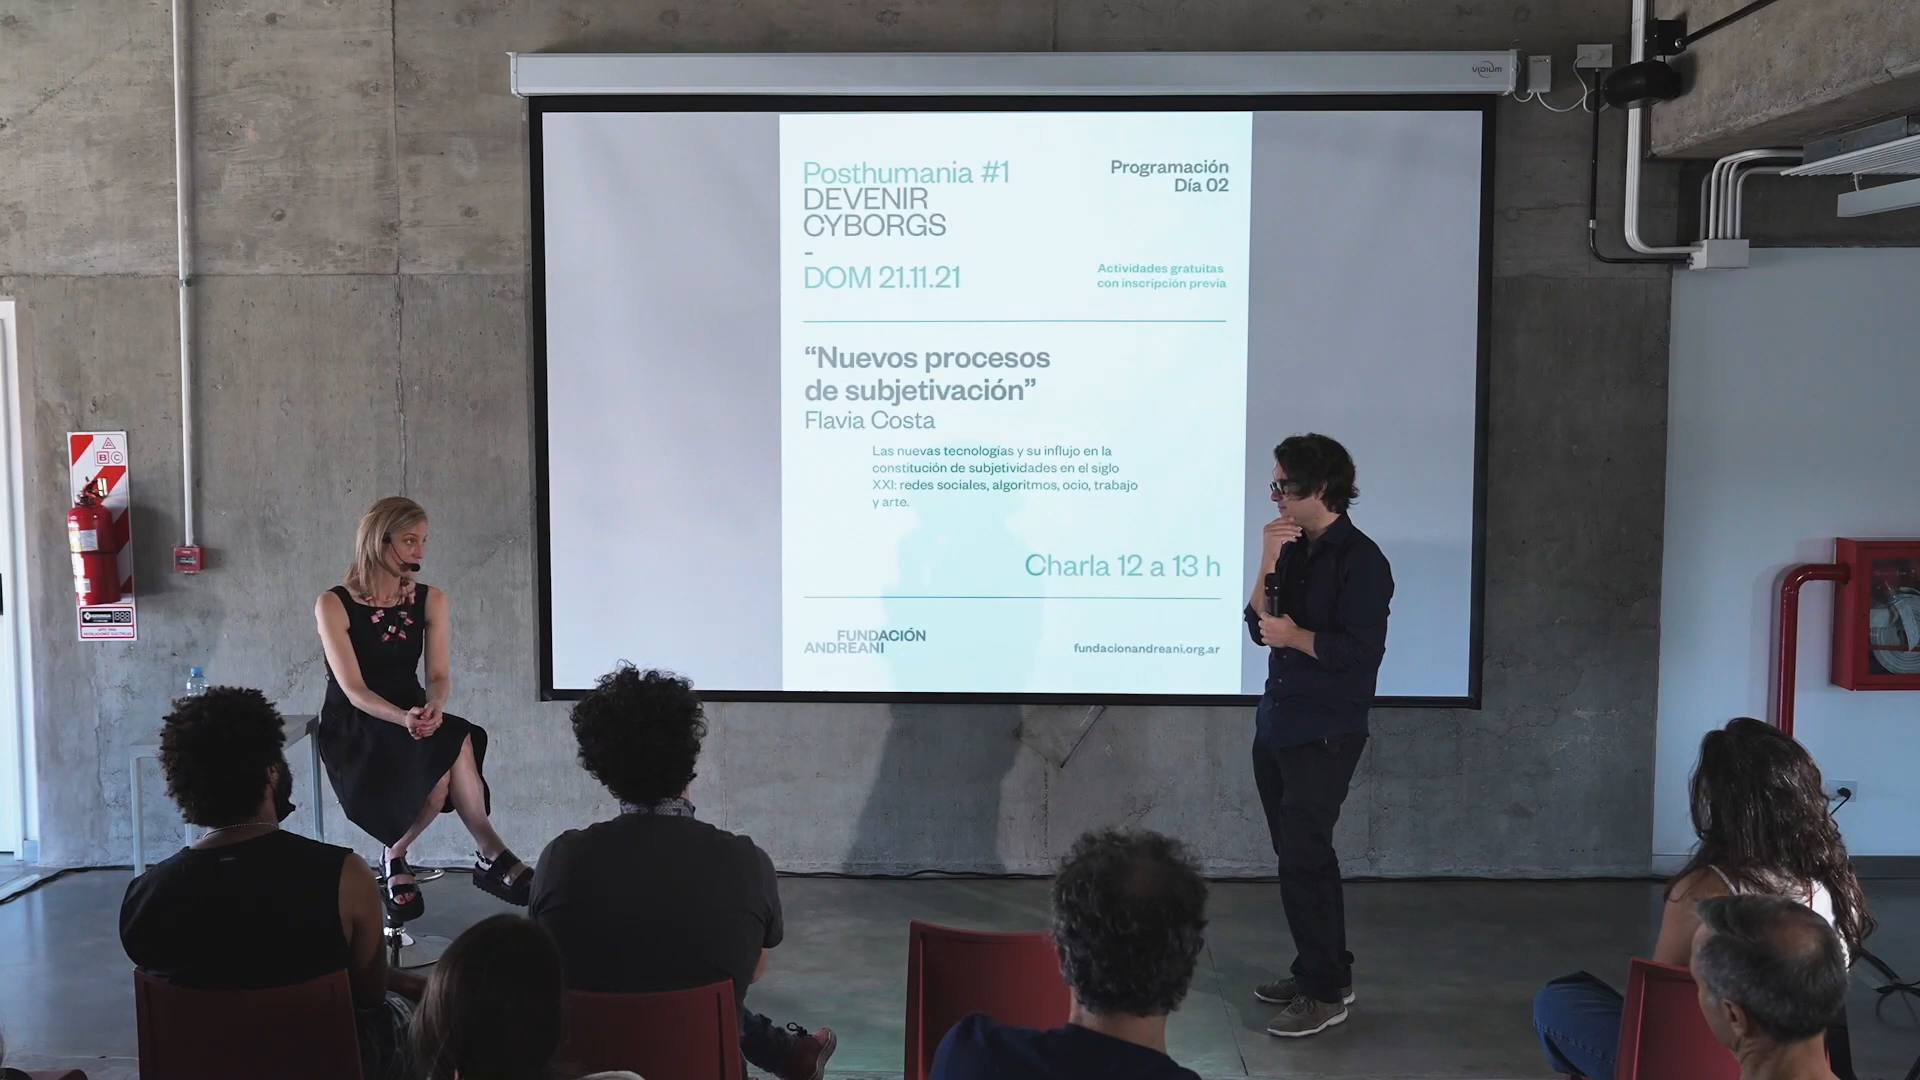 vidium
Posthumania #1
DEVENIR
CYBORGS
-
DOM 21.11.21
Programación
Día 02
Actividades gratuitas
con inscripción previa
“Nuevos procesos
de subjetivación”
Flavia Costa
Las nuevas tecnologías y su influjo en la
constitución de subjetividades en el siglo
XXI: redes sociales, algoritmos, ocio, trabajo
y arte.
Charla 12 a 13 h
FUNDACIÓN
ANDREANI
fundacionandreani.org.ar
A
B C